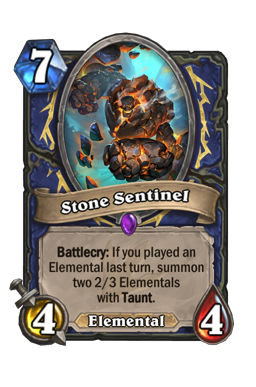 7
Stone Sentinel
Battlecry: If you played an
Elemental last turn, summon
two 2/3 Elementals
with Taunt.
4
Elemental
4